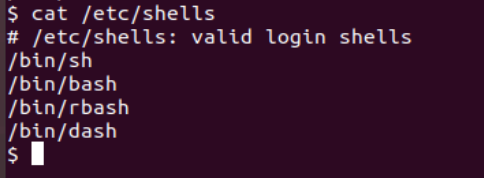 $ cat /etc/shells
# /etc/shells: valid login shells
/bin/sh
/bin/bash
/bin/rbash
/bin/dash
$